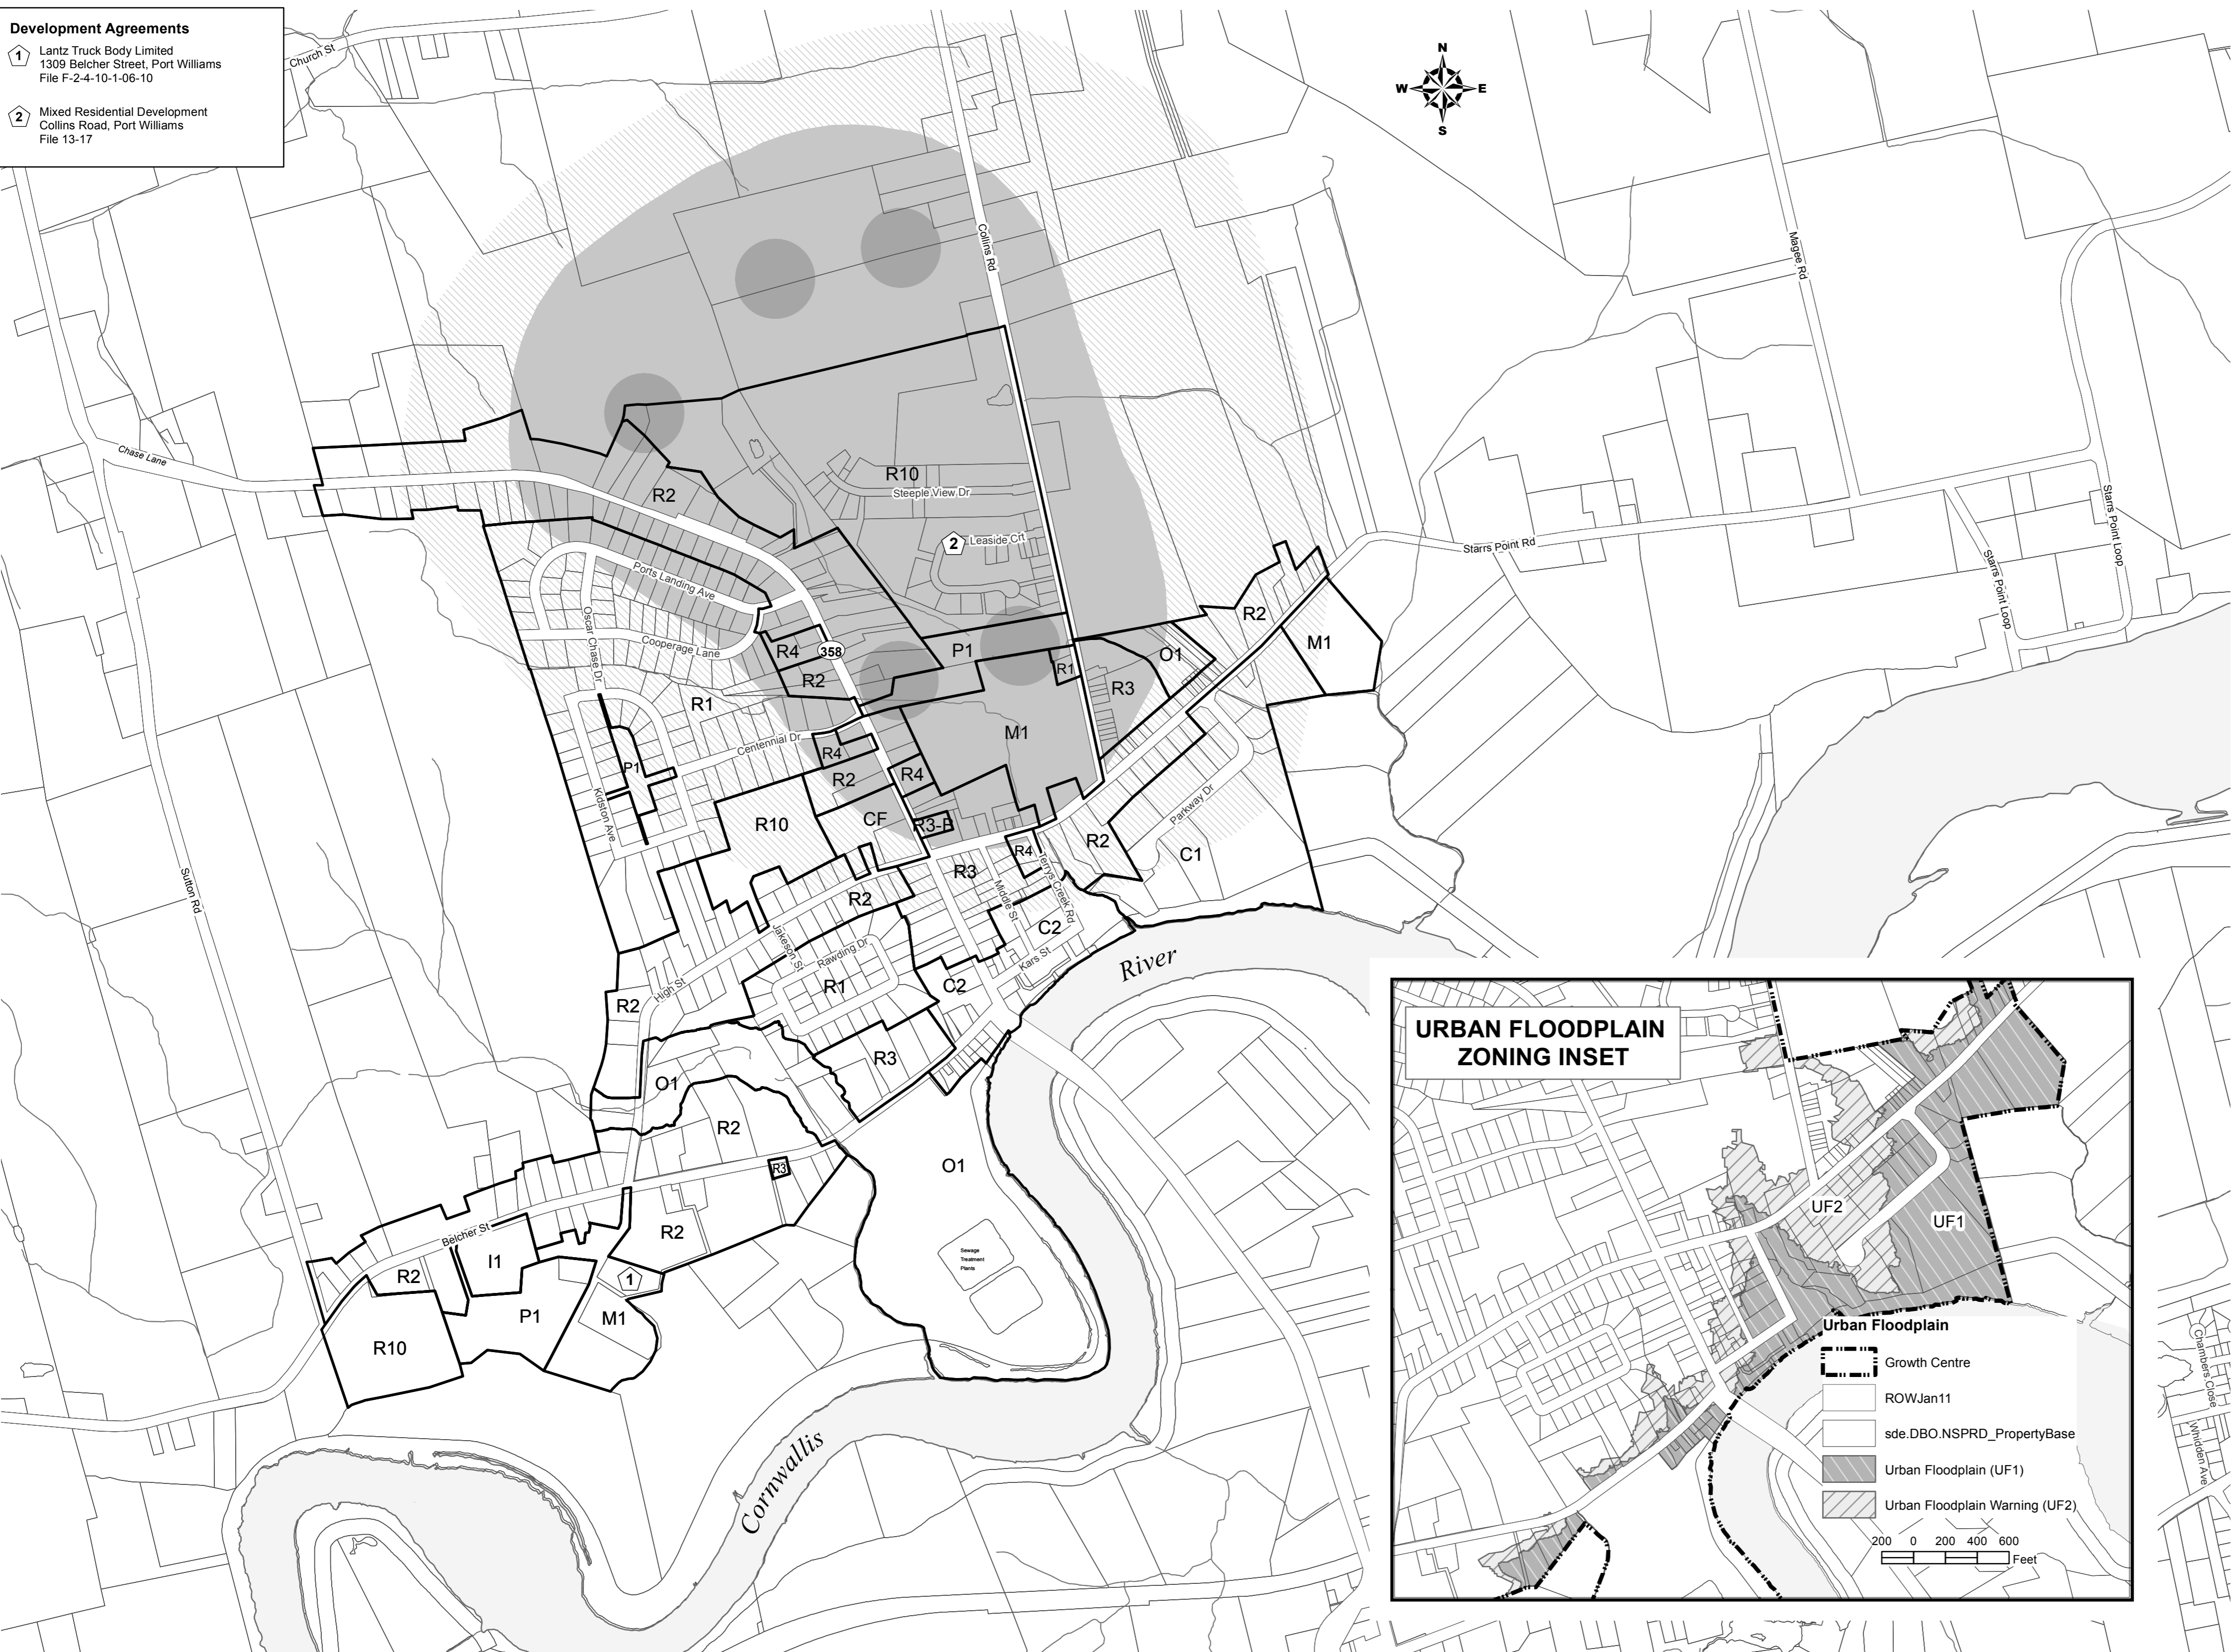 Development Agreements
1
Lantz Truck Body Limited
1309 Belcher Street, Port Williams
File F-2-4-10-1-06-10
2
Mixed Residential Development
Collins Road, Port Williams
File 13-17
Church St
N
W E
S
Collins Rd
Magee Rd
Chase Lane
R10
Steeple View Dr
R2
2
Leaside Crt
Starrs Point Rd
Starrs Point Loop
Starrs Point Loop
Ports Landing Ave
Oscar Chase Dr
Cooperage Lane
R4
358
P1
R1
O1
R2
M1
R2
R3
R1
M1
Centennial Dr
R4
P1
R2
R4
Kidston Ave
R10
CF
R3-B
Parkway Dr
R2
C1
R4
R3
Terrys Creek Rd
Middle St
Sutton Rd
R2
C2
Jakeson St
Rawding Dr
Kars St
River
R1
C2
High St
R2
R3
O1
R2
O1
R3
Belcher St
R2
I1
R2
1
Sewage
Treatment
Plants
P1
M1
R10
Cornwallis
URBAN FLOODPLAIN
ZONING INSET
UF2
UF1
Urban Floodplain
Growth Centre
ROWJan11
sde.DBO.NSPRD_PropertyBase
Urban Floodplain (UF1)
Urban Floodplain Warning (UF2)
200 0 200 400 600
Feet
Chambers Close
Whidden Ave